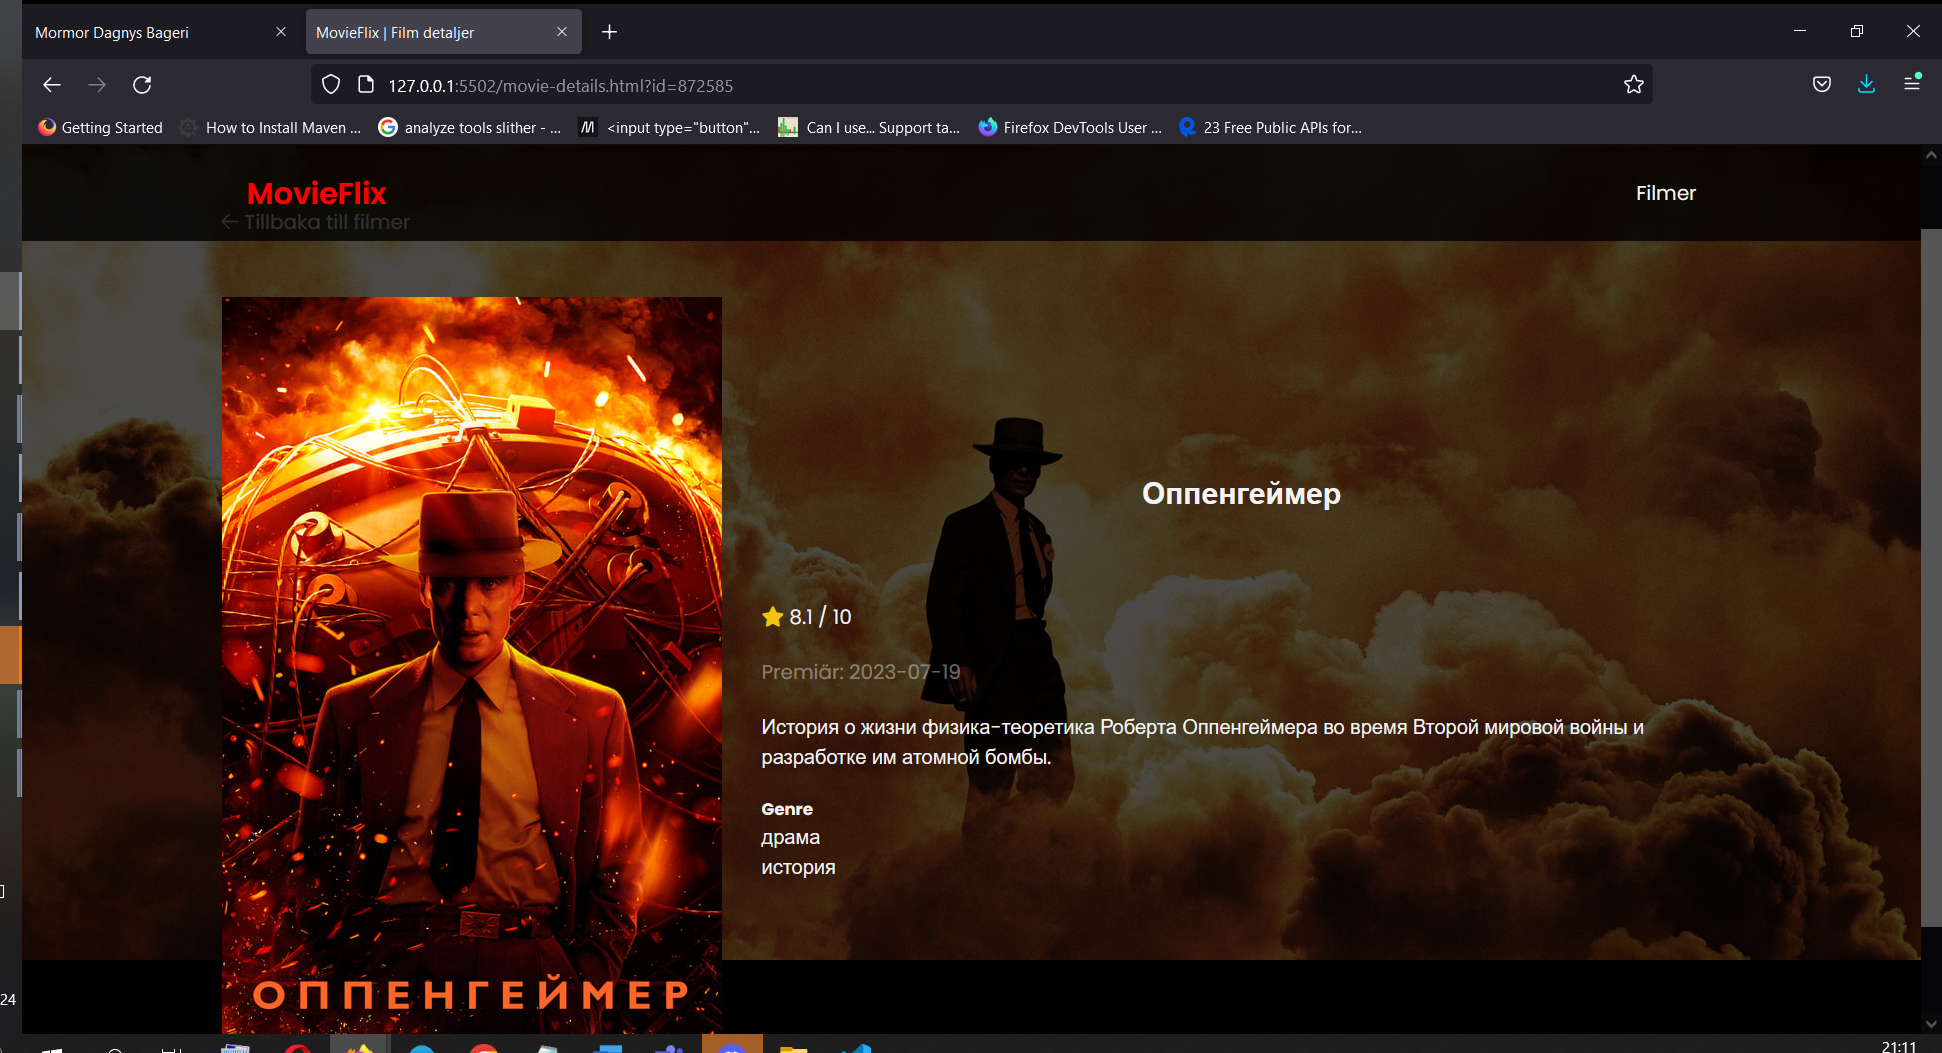 Mormor Dagnys Bageri
MovieFlix | Film detaljer
127.0.0.1:5502/movie-details.html?id=872585
Getting Started
How to Install Maven ...
analyze tools slither - ...
<input type="button"...
Can I use... Support ta...
Firefox DevTools User ...
23 Free Public APIs for...
MovieFlix
Filmer
← Tillbaka till filmer
Оппенгеймер
8.1 / 10
Premiär: 2023-07-19
История о жизни физика-теоретика Роберта Оппенгеймера во время Второй мировой войны и
разработке им атомной бомбы.
Genre
драма
история
ОППЕНГЕЙМЕР
24
21:11